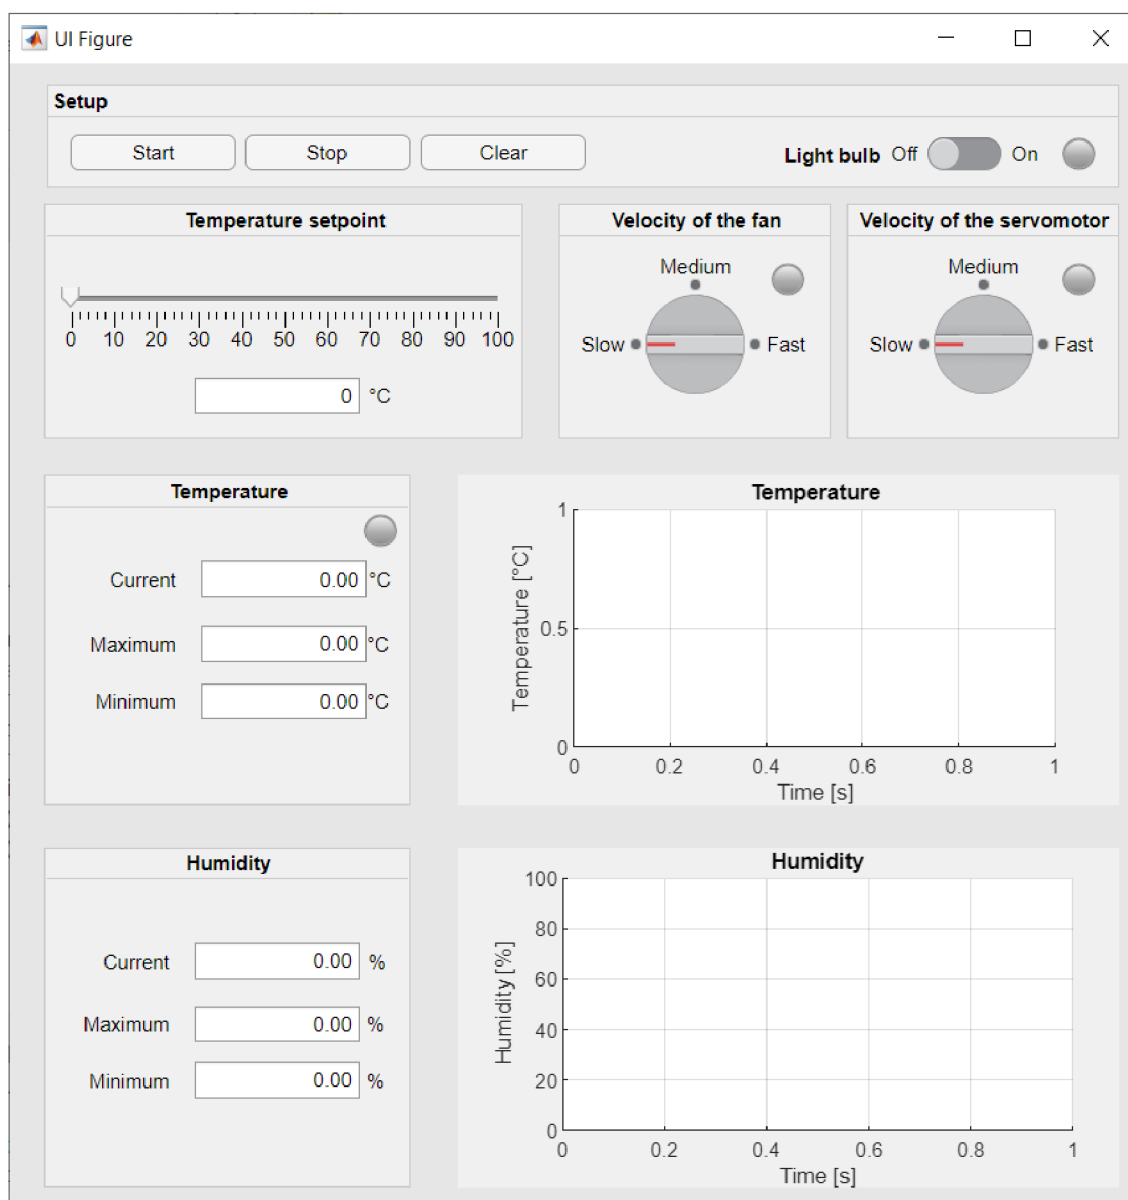 UI Figure
Setup
Start Stop Clear Light bulb Off On
Temperature setpoint
0 10 20 30 40 50 60 70 80 90 100
0 °C
Velocity of the fan
Medium
Slow Fast
Velocity of the servomotor
Medium
Slow Fast
Temperature
Current 0.00 °C
Maximum 0.00 °C
Minimum 0.00 °C
Temperature
Temperature [°C]
1
0.5
0
0 0.2 0.4 0.6 0.8 1
Time [s]
Humidity
Current 0.00 %
Maximum 0.00 %
Minimum 0.00 %
Humidity
Humidity [%]
100
80
60
40
20
0
0 0.2 0.4 0.6 0.8 1
Time [s]